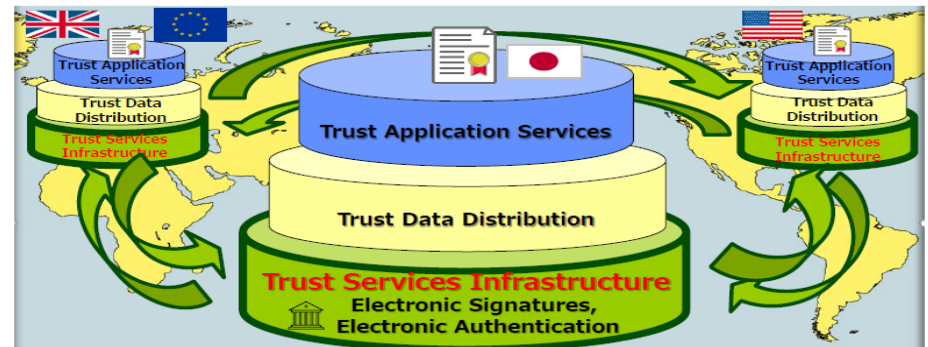 Trust Application
Services
Trust Data
Distribution
Trust Services
Infrastructure
Trust Application Services
Trust Data Distribution
Trust Services Infrastructure
Electronic Signatures,
Electronic Authentication
Trust Application
Services
Trust Data
Distribution
Trust Services
Infrastructure